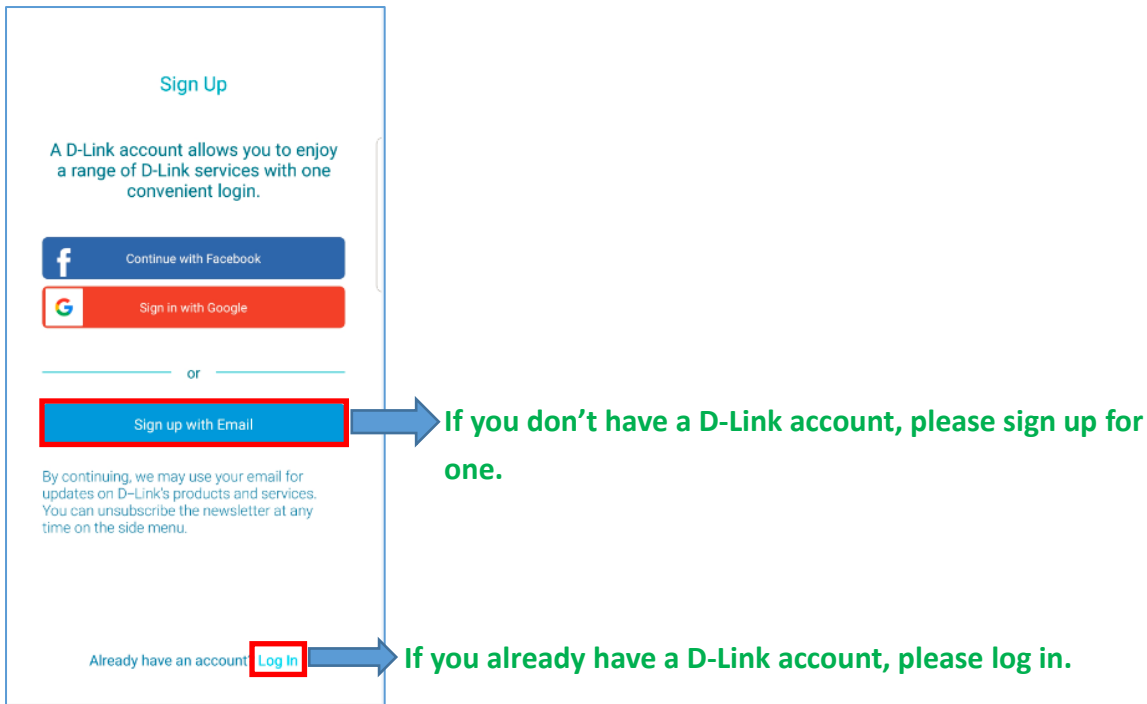 Sign Up
A D-Link account allows you to enjoy
a range of D-Link services with one
convenient login.
Continue with Facebook
Sign in with Google
or
Sign up with Email
If you don’t have a D-Link account, please sign up for
one.
By continuing, we may use your email for
updates on D-Link's products and services.
You can unsubscribe the newsletter at any
time on the side menu.
Already have an account? Log In
If you already have a D-Link account, please log in.